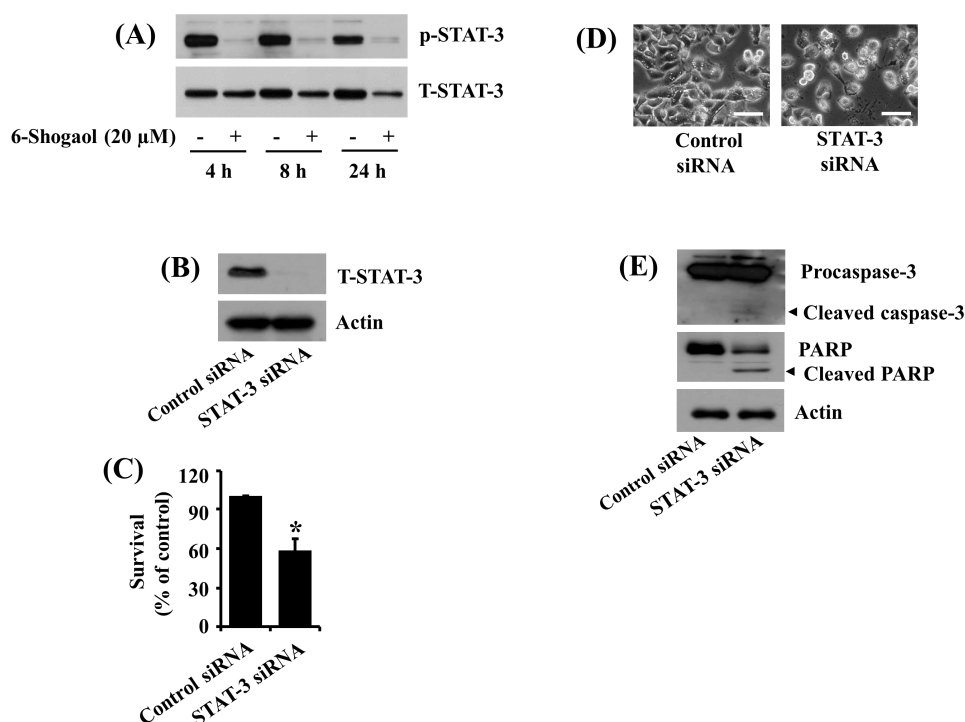 (A)
p-STAT-3
T-STAT-3
6-Shogaol (20 µM) - + - + - +
4 h 8 h 24 h
(B)
T-STAT-3
Actin
Control siRNA
STAT-3 siRNA
(C)
Survival
(% of control)
120
90
60
30
0
*
Control siRNA
STAT-3 siRNA
(D)
Control
siRNA
STAT-3
siRNA
(E)
Procaspase-3
Cleaved caspase-3
PARP
Cleaved PARP
Actin
Control siRNA
STAT-3 siRNA